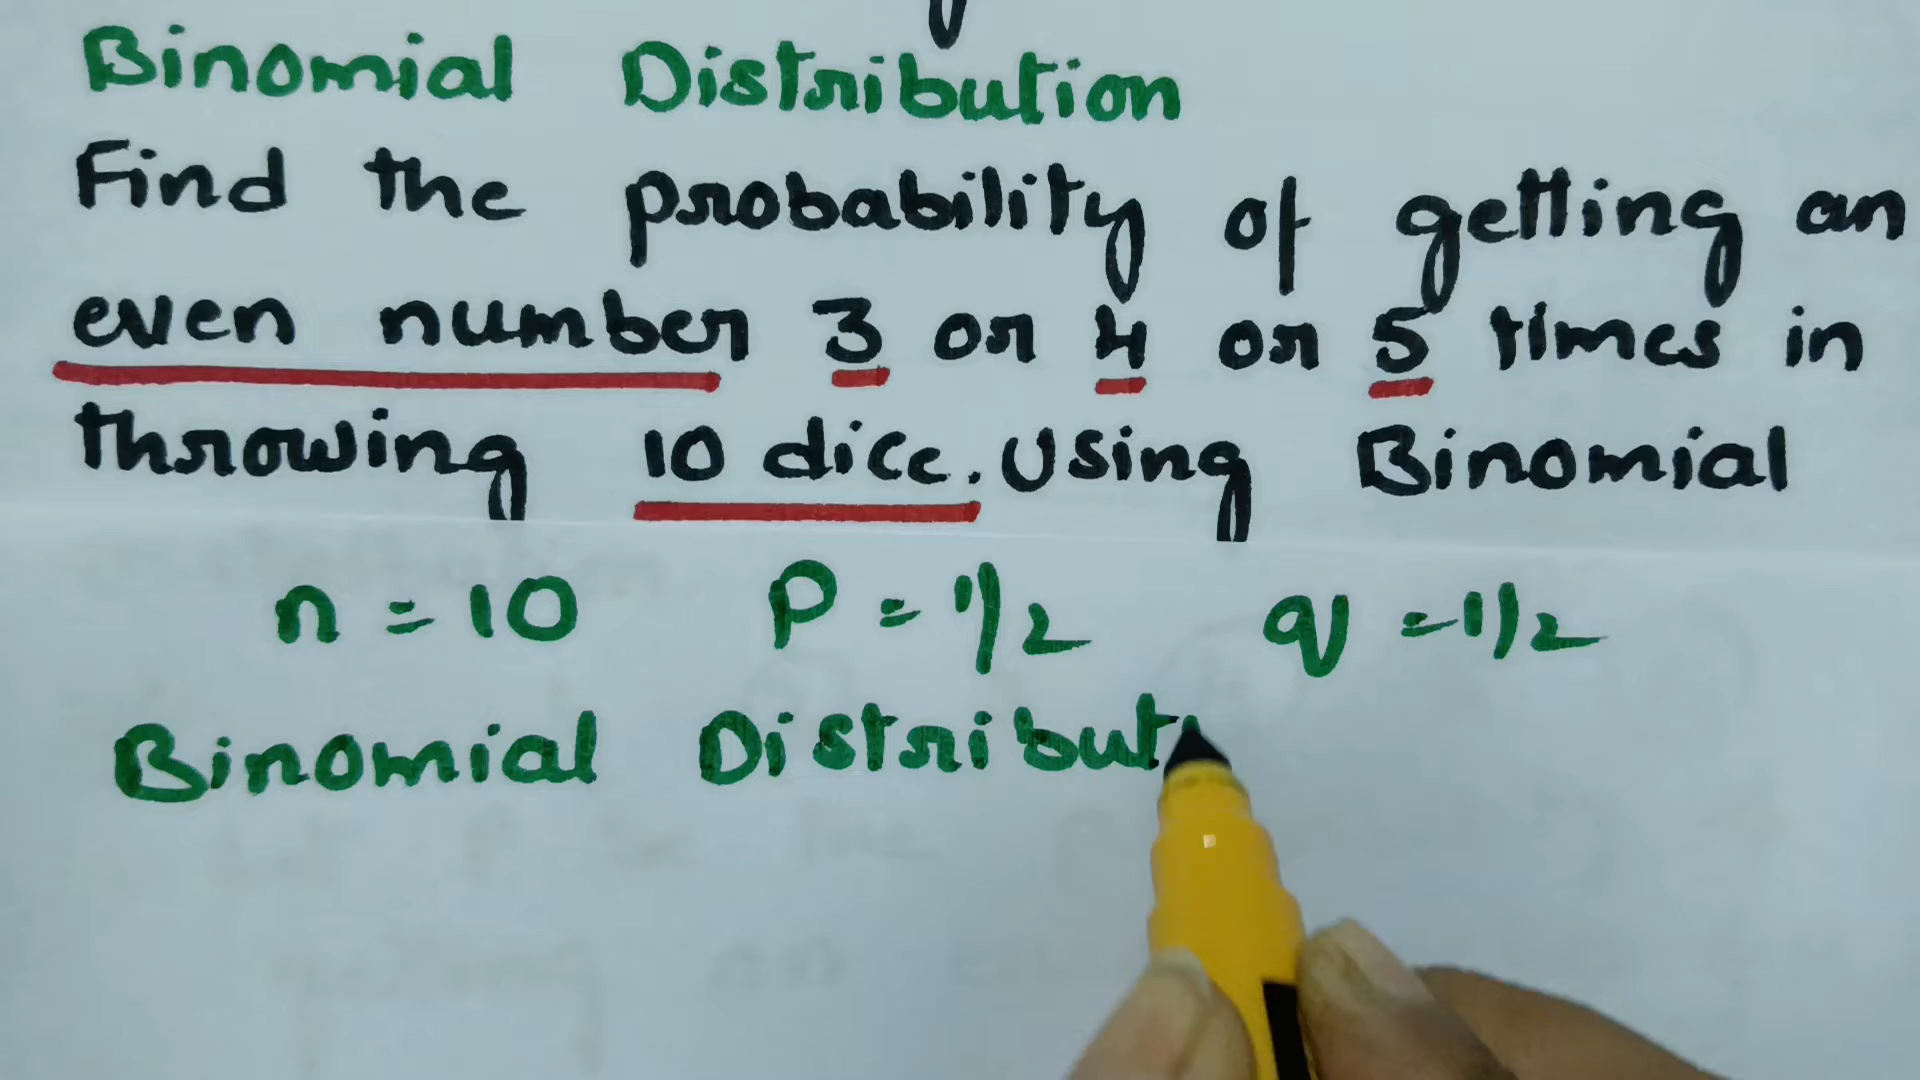 Binomial Distribution
Find the probability of getting an
even number 3 or 4 or 5 times in
throwing 10 dice. Using Binomial
n = 10 P = 1/2 q = 1/2
Binomial Distribut